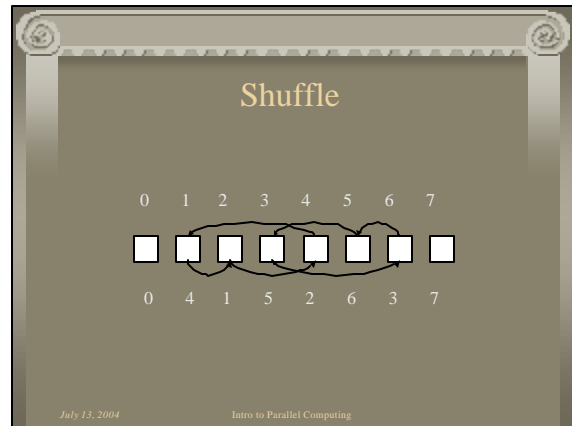 Shuffle
0 1 2 3 4 5 6 7
0 4 1 5 2 6 3 7
July 13, 2004 Intro to Parallel Computing